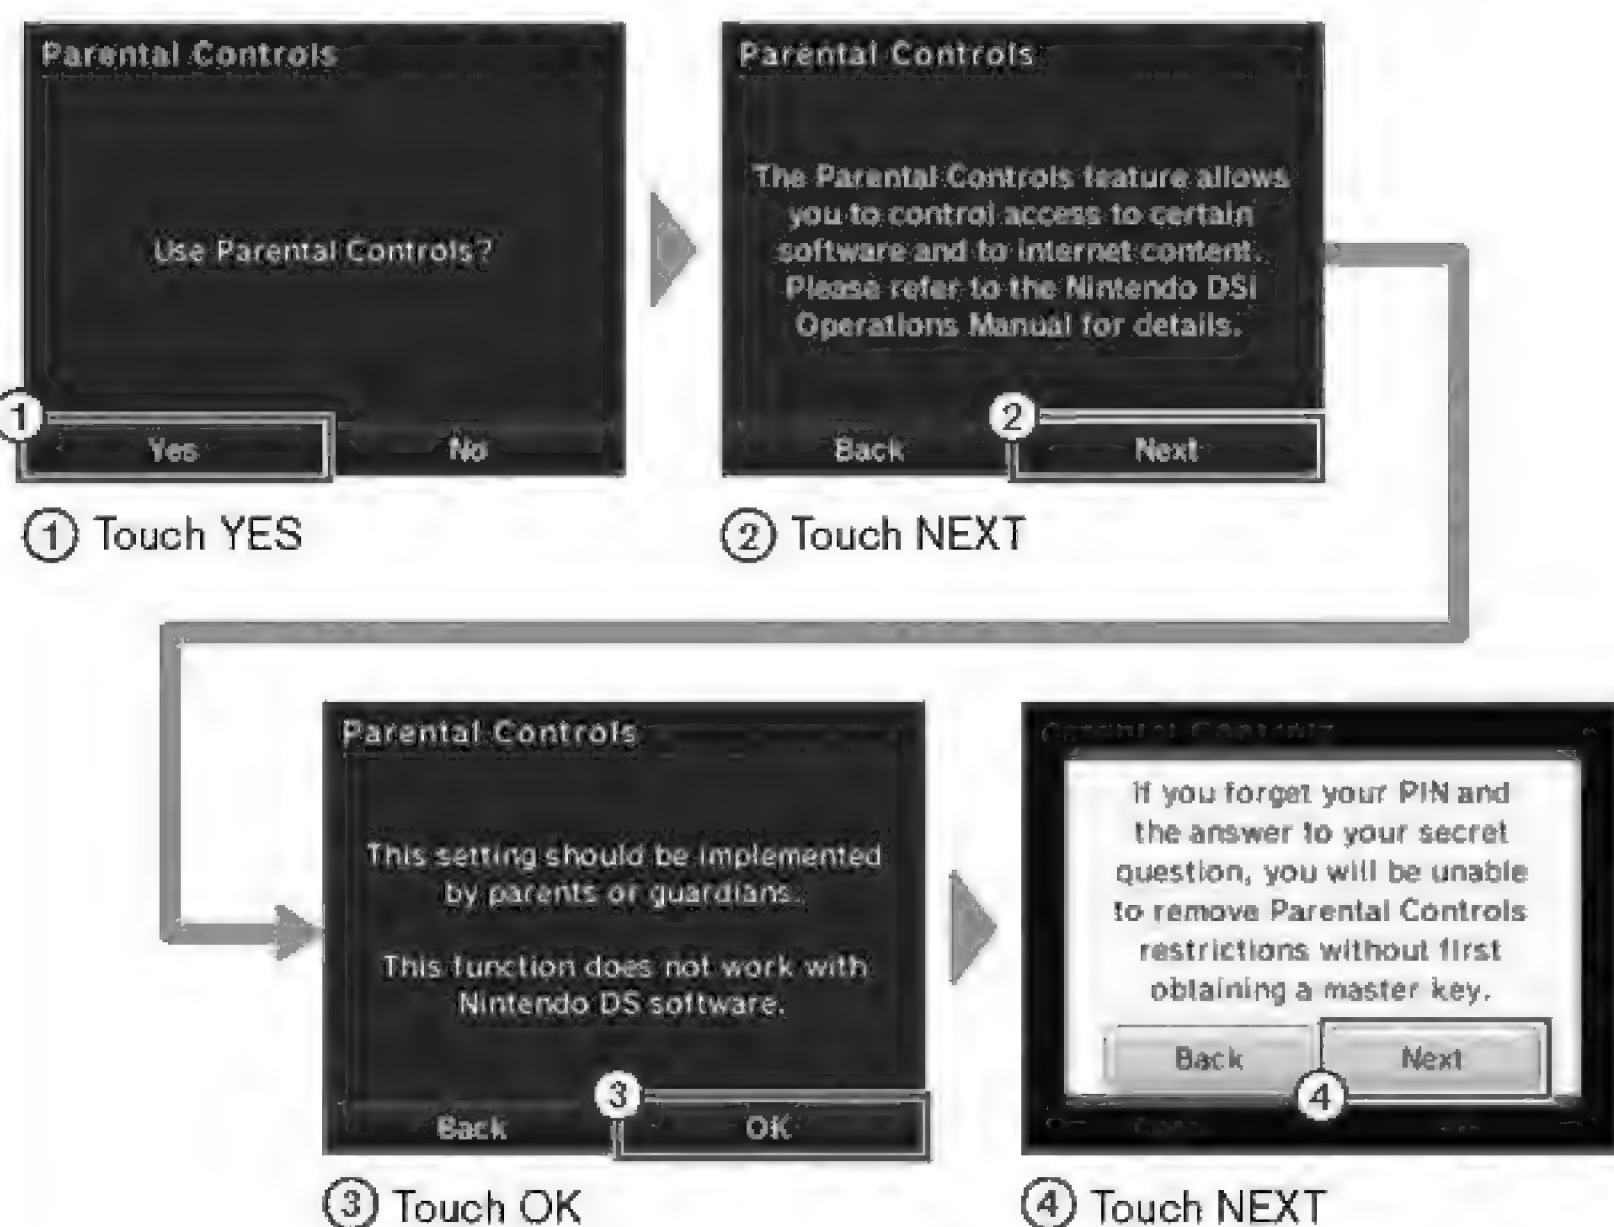 Parental Controls
Use Parental Controls?
1
Yes
No
1 Touch YES
Parental Controls
The Parental Controls feature allows
you to control access to certain
software and to internet content.
Please refer to the Nintendo DSi
Operations Manual for details.
2
Back
Next
2 Touch NEXT
Parental Controls
This setting should be implemented
by parents or guardians.
This function does not work with
Nintendo DS software.
3
Back
OK
3 Touch OK
Parental Controls
If you forget your PIN and
the answer to your secret
question, you will be unable
to remove Parental Controls
restrictions without first
obtaining a master key.
Back
Next
4
4 Touch NEXT